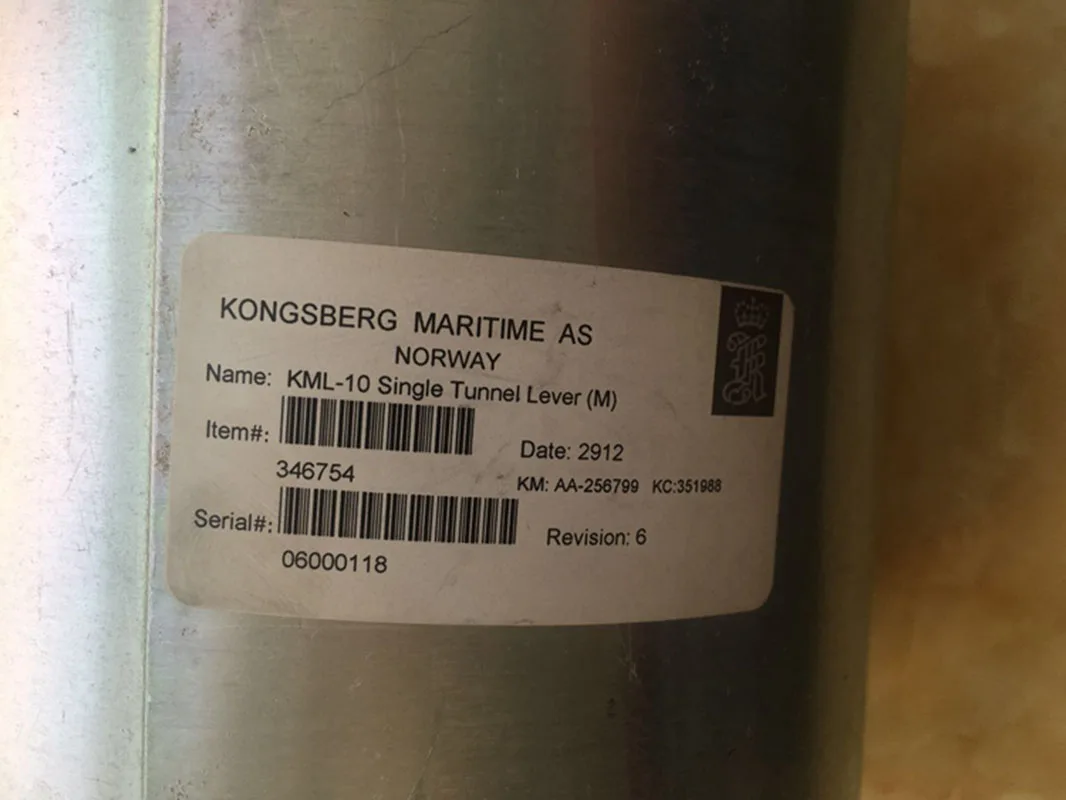 KONGSBERG MARITIME AS
NORWAY
Name: KML-10 Single Tunnel Lever (M)
Item#:
346754
Date: 2912
KM: AA-256799 KC:351988
Serial#:
06000118
Revision: 6